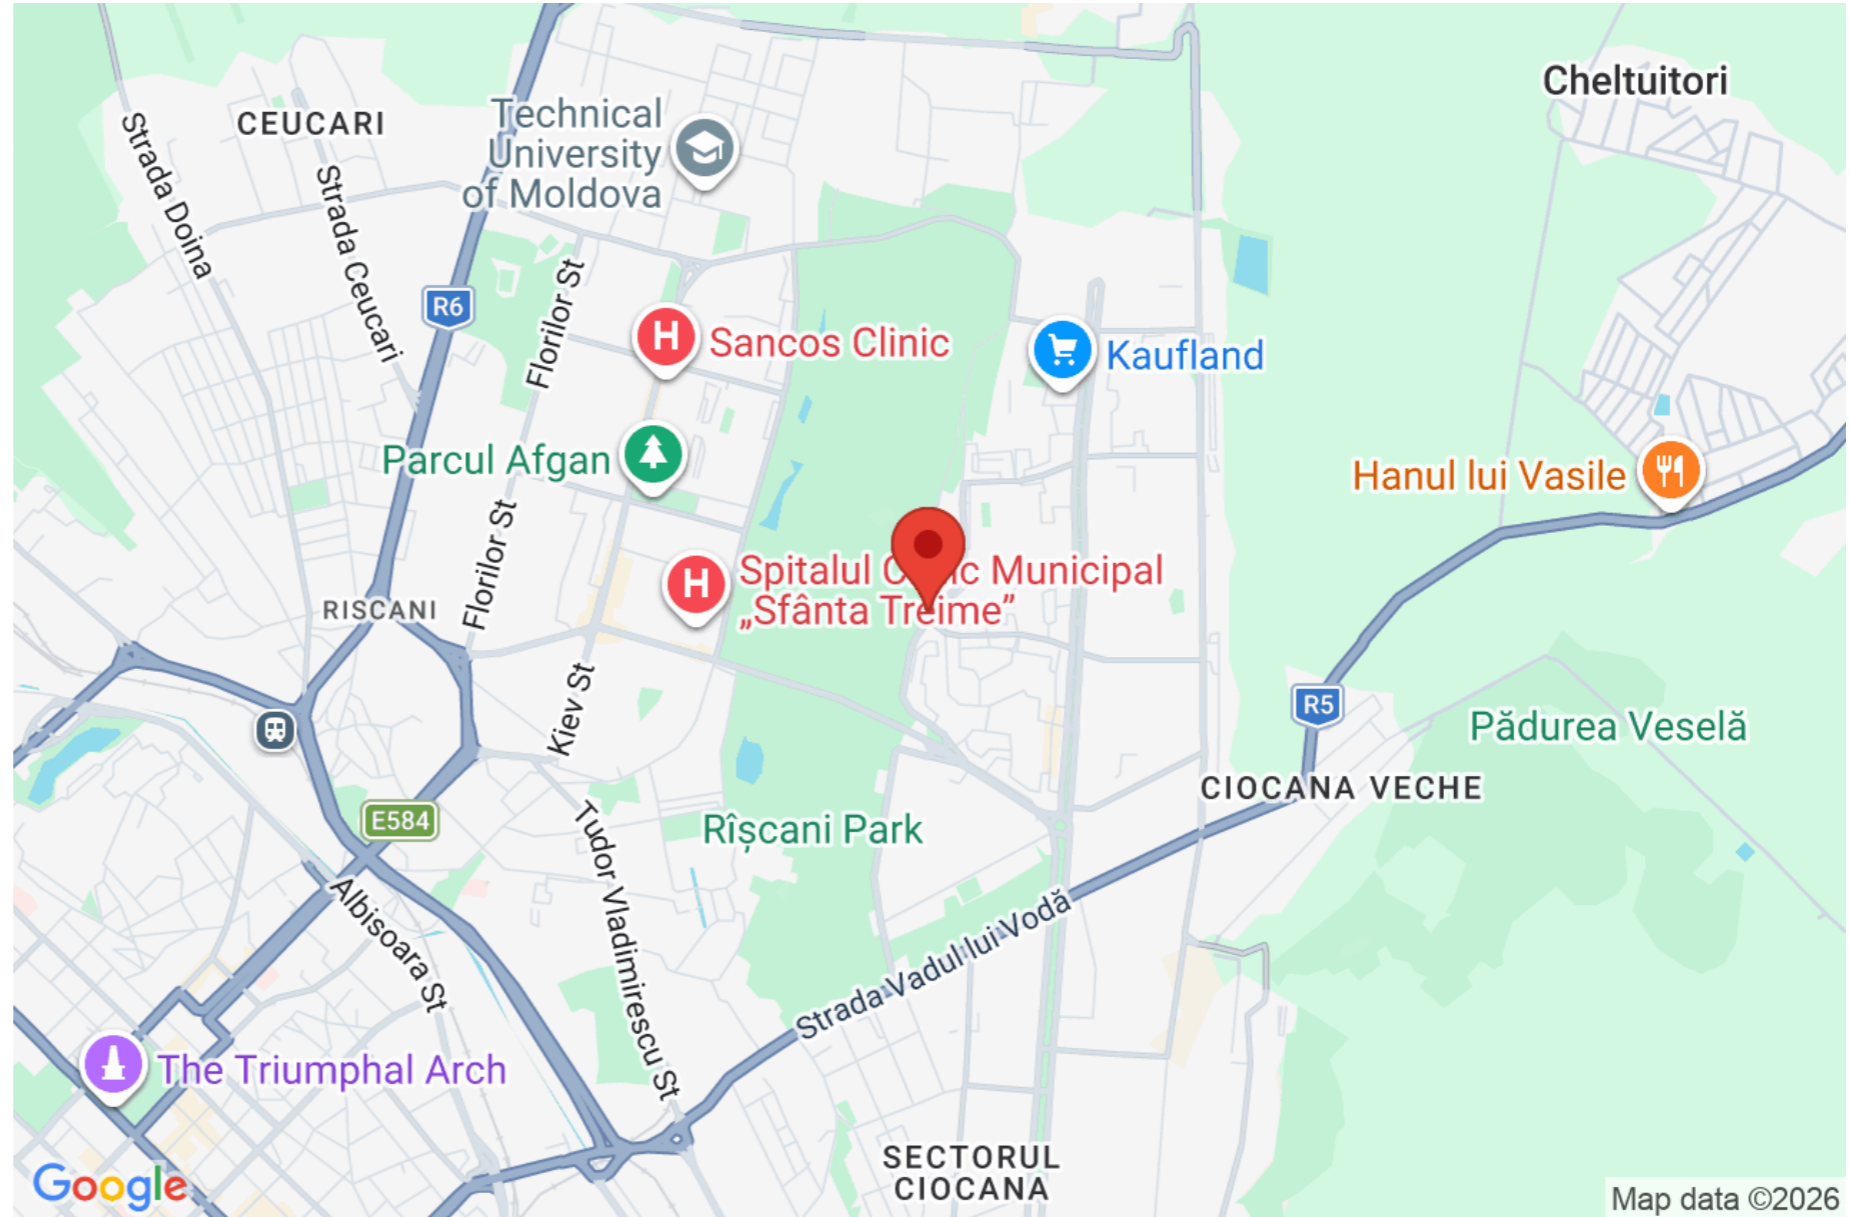 Cheltuitori
CEUCARI
Technical
University
of Moldova
Strada Doina
Strada Ceucari
Florilor St
R6
Sancos Clinic
Kaufland
Parcul Afgan
Hanul lui Vasile
Florilor St
Spitalul Clinic Municipal
„Sfânta Treime”
RISCANI
Kiev St
R5
Pădurea Veselă
CIOCANA VECHE
E584
Rîșcani Park
Tudor Vladimirescu St
Albisoara St
Strada Vadul lui Vodă
The Triumphal Arch
SECTORUL
CIOCANA
Google
Map data ©2026